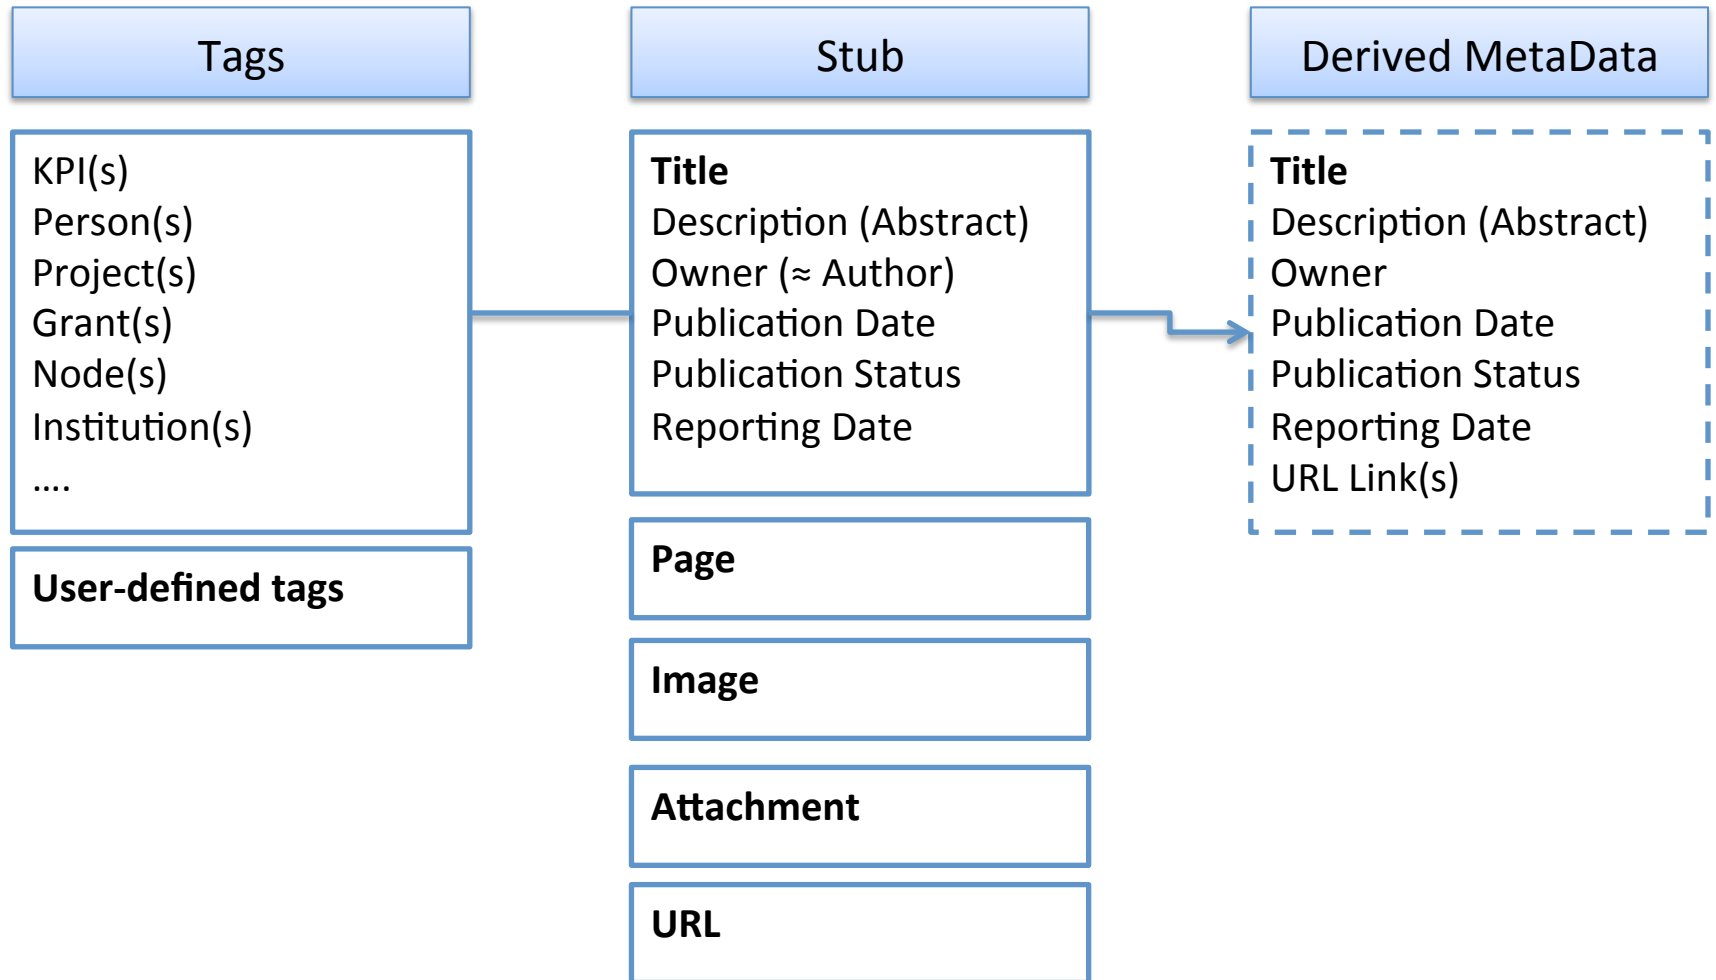 Tags
KPI(s)
Person(s)
Project(s)
Grant(s)
Node(s)
Institution(s)
....
User-defined tags
Stub
Title
Description (Abstract)
Owner (≈ Author)
Publication Date
Publication Status
Reporting Date
Page
Image
Attachment
URL
Derived MetaData
Title
Description (Abstract)
Owner
Publication Date
Publication Status
Reporting Date
URL Link(s)